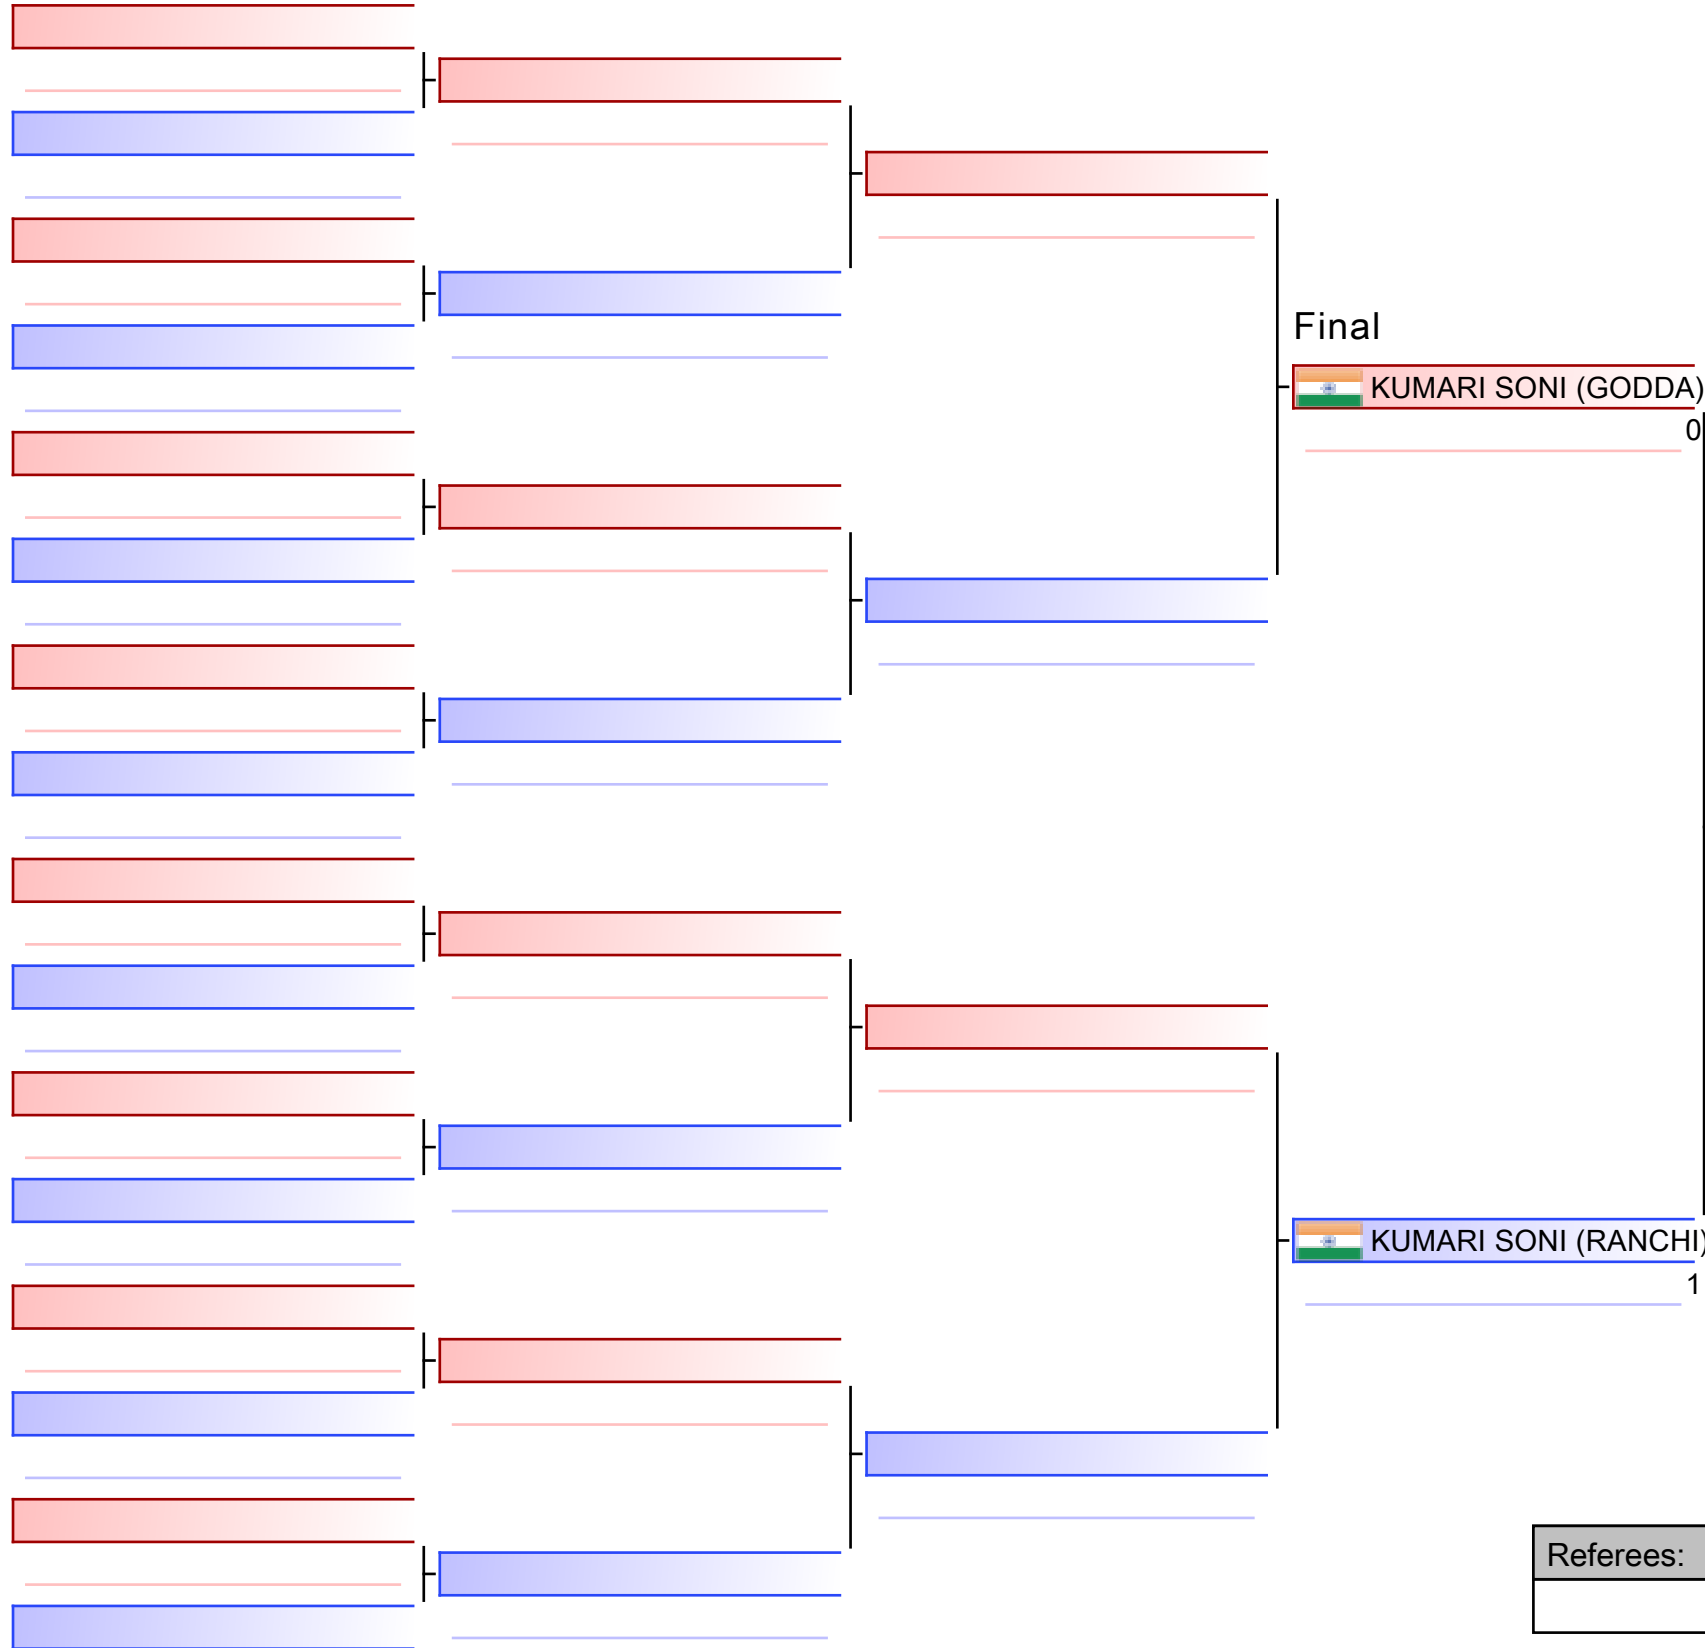 Final
KUMARI SONI (GODDA)
0
KUMARI SONI (RANCHI)
1
Referees: